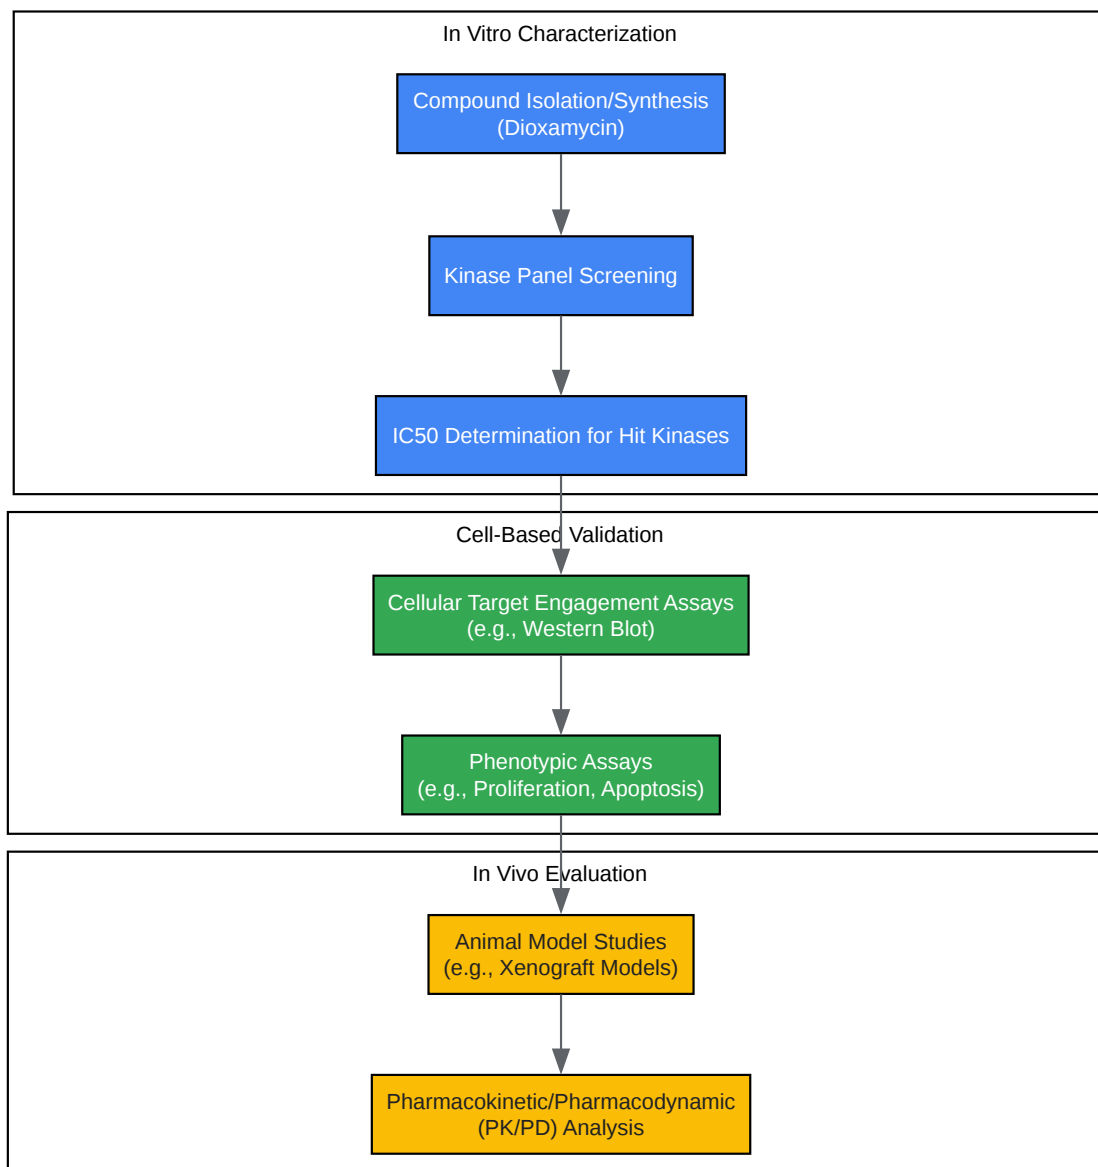 In Vitro Characterization
Compound Isolation/Synthesis
(Dioxamycin)
Kinase Panel Screening
IC50 Determination for Hit Kinases
Cell-Based Validation
Cellular Target Engagement Assays
(e.g., Western Blot)
Phenotypic Assays
(e.g., Proliferation, Apoptosis)
In Vivo Evaluation
Animal Model Studies
(e.g., Xenograft Models)
Pharmacokinetic/Pharmacodynamic
(PK/PD) Analysis